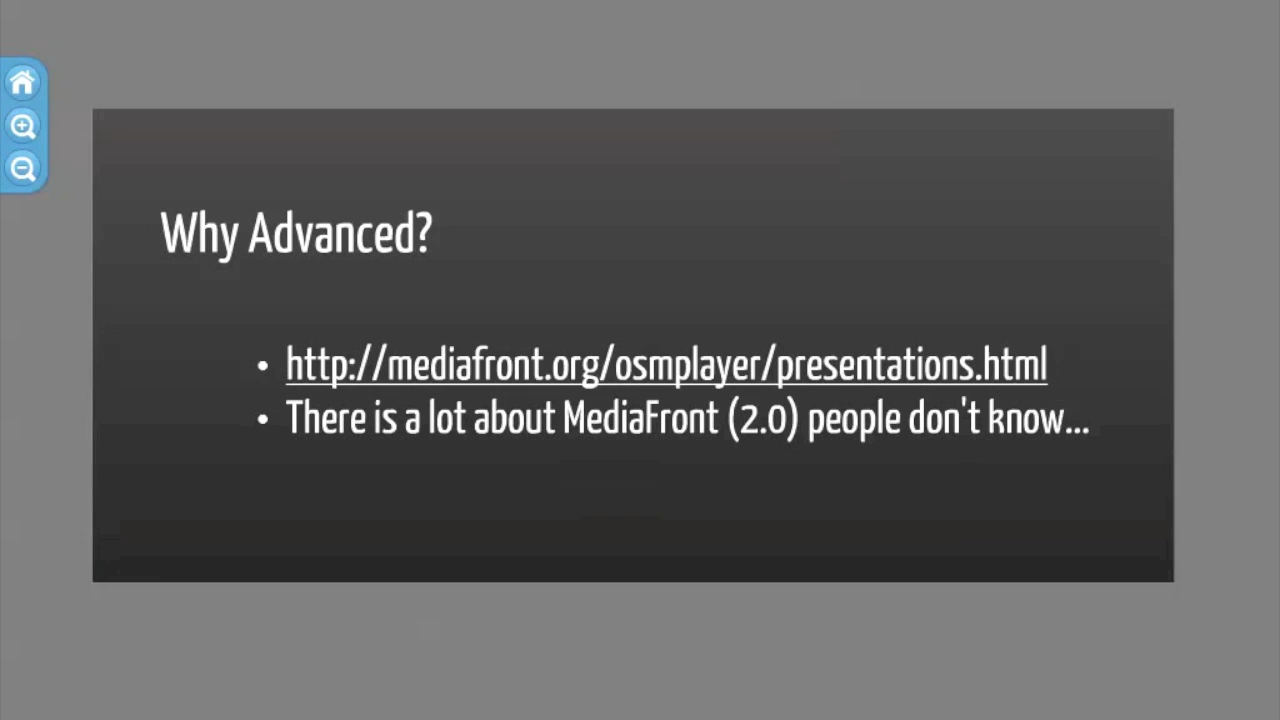 Why Advanced?
• http://mediafront.org/osmplayer/presentations.html
• There is a lot about MediaFront (2.0) people don't know...